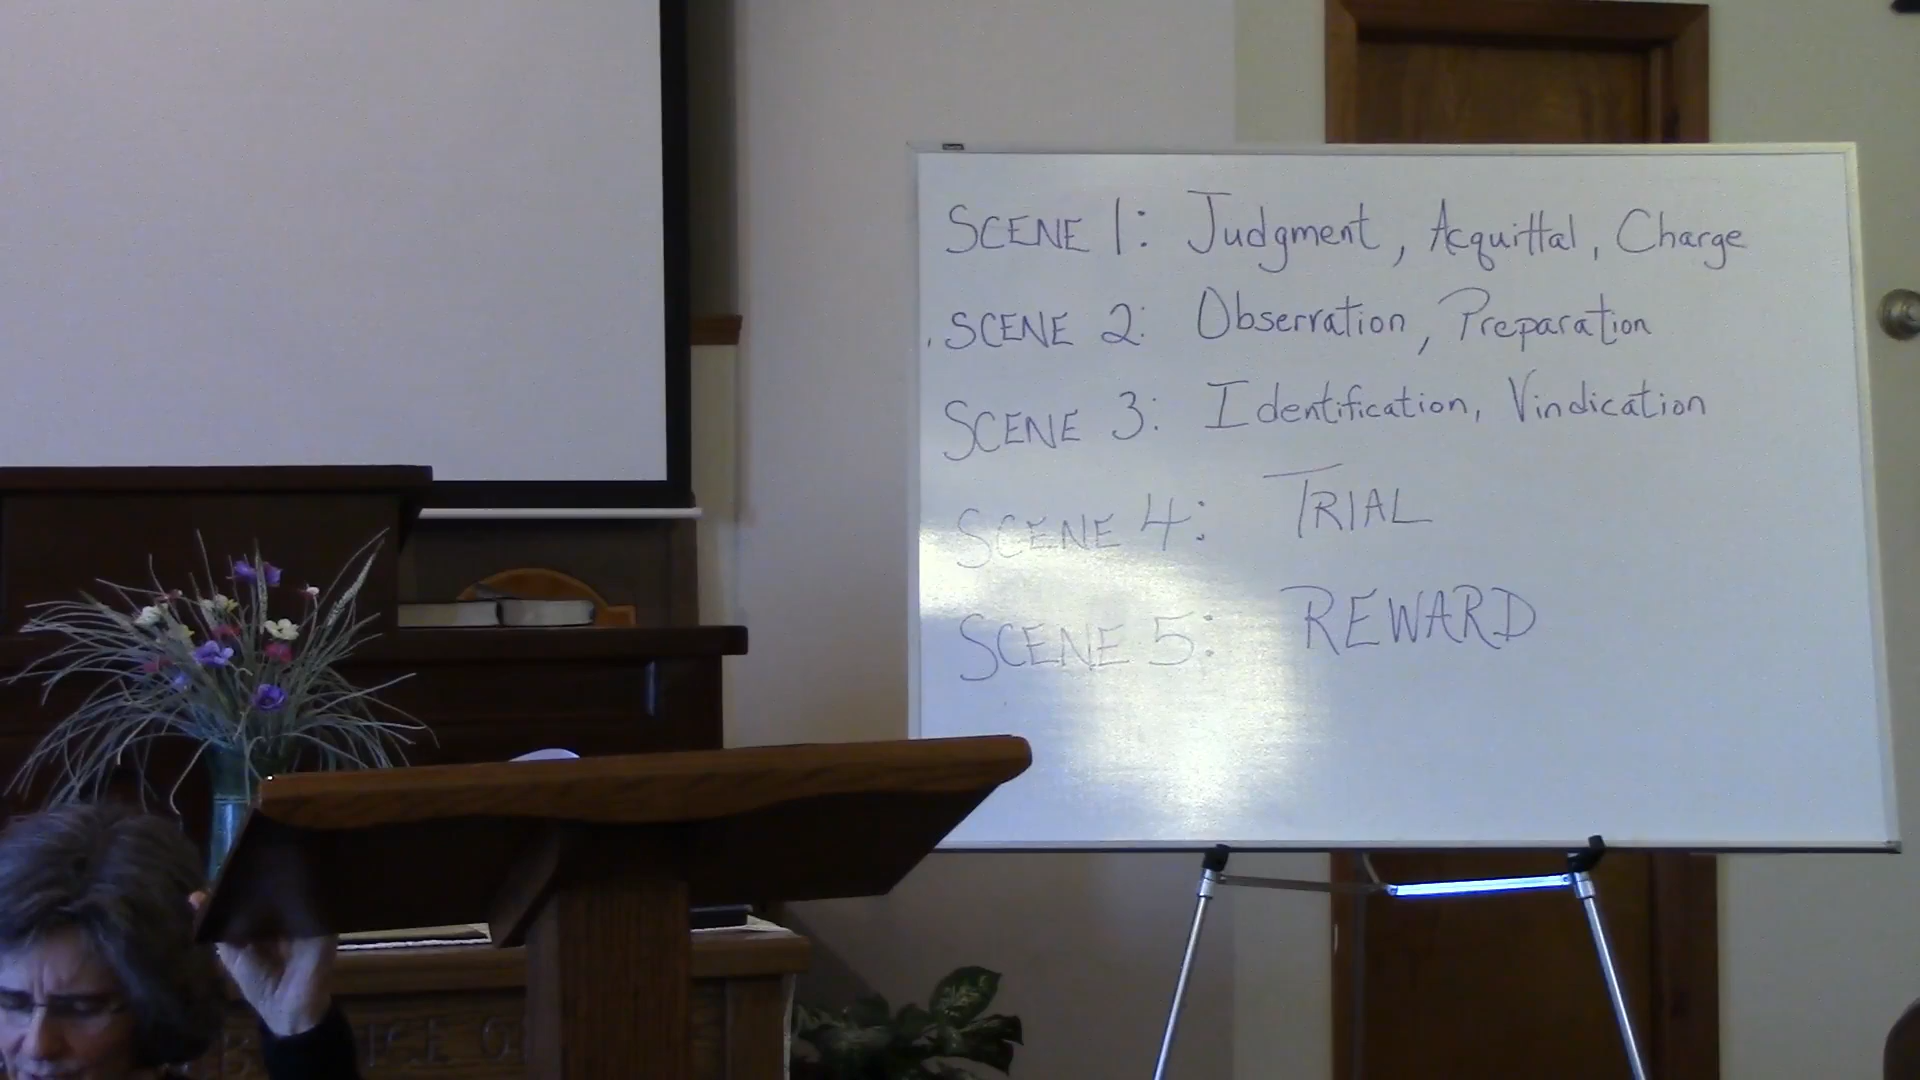 SCENE 1: Judgment, Acquittal, Charge
SCENE 2: Observation, Preparation
SCENE 3: Identification, Vindication
SCENE 4: TRIAL
SCENE 5: REWARD